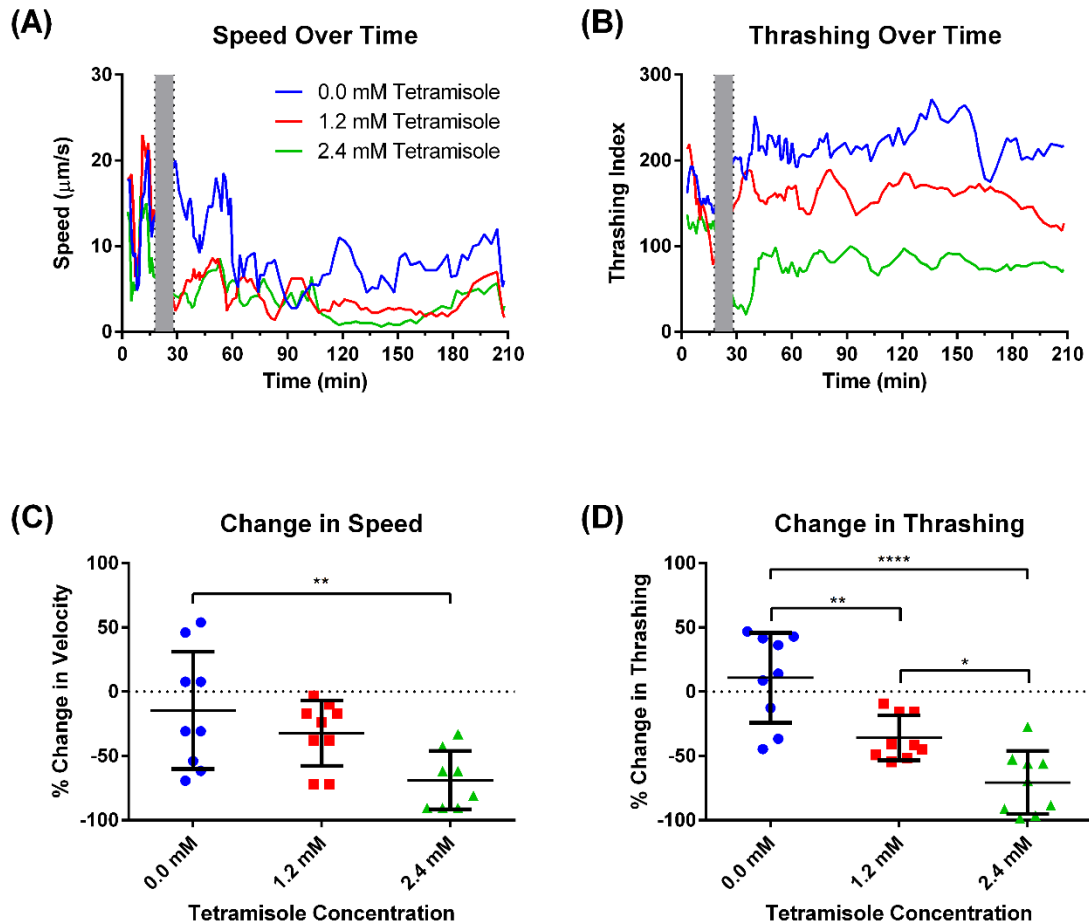 (A)
Speed Over Time
30
20
10
0
Speed (µm/s)
0.0 mM Tetramisole
1.2 mM Tetramisole
2.4 mM Tetramisole
0 30 60 90 120 150 180 210
Time (min)
(B)
Thrashing Over Time
300
200
100
0
Thrashing Index
0 30 60 90 120 150 180 210
Time (min)
(C)
Change in Speed
100
50
0
-50
-100
% Change in Velocity
**
0.0 mM
1.2 mM
2.4 mM
Tetramisole Concentration
(D)
Change in Thrashing
100
50
0
-50
-100
% Change in Thrashing
****
**
*
0.0 mM
1.2 mM
2.4 mM
Tetramisole Concentration